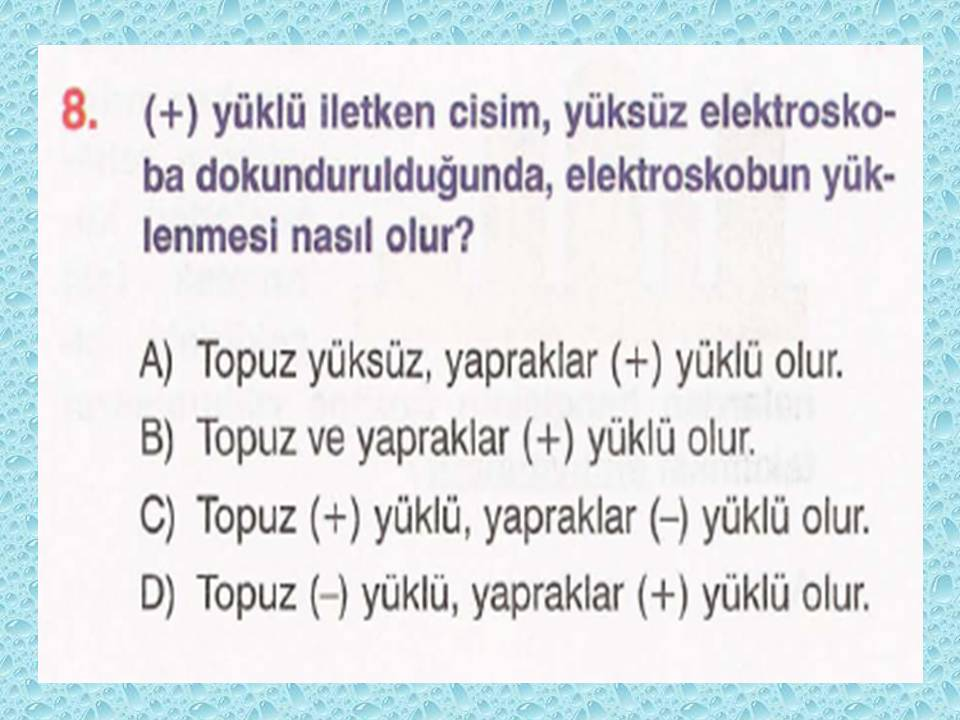 8. (+) yüklü iletken cisim, yüksüz elektrosko-
ba dokundurulduğunda, elektroskobun yük-
lenmesi nasıl olur?
A) Topuz yüksüz, yapraklar (+) yüklü olur.
B) Topuz ve yapraklar (+) yüklü olur.
C) Topuz (+) yüklü, yapraklar (–) yüklü olur.
D) Topuz (–) yüklü, yapraklar (+) yüklü olur.